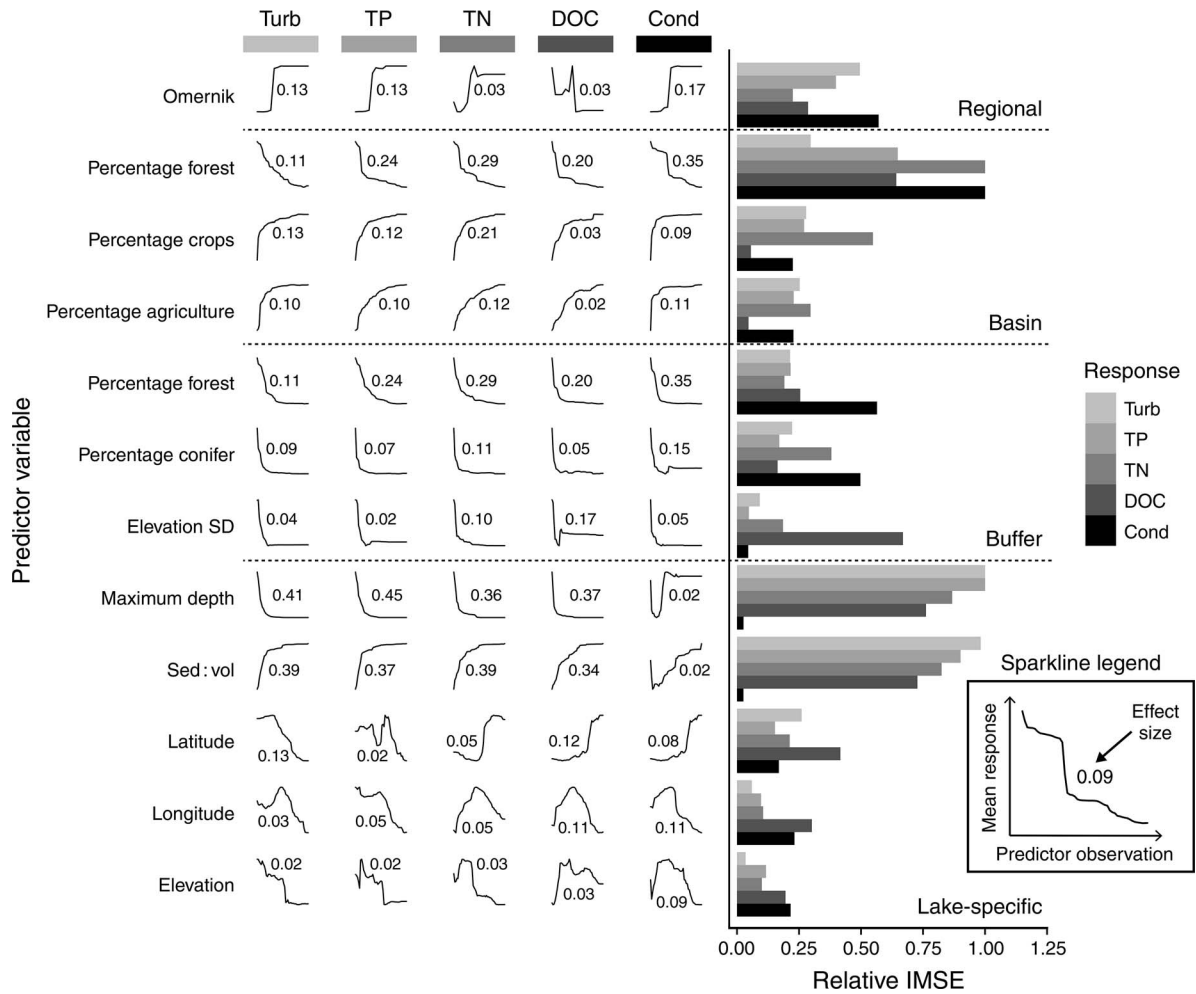 Turb TP TN DOC Cond
Omernik 0.13 0.13 0.03 0.03 0.17 Regional
Percentage forest 0.11 0.24 0.29 0.20 0.35
Percentage crops 0.13 0.12 0.21 0.03 0.09
Percentage agriculture 0.10 0.10 0.12 0.02 0.11 Basin
Percentage forest 0.11 0.24 0.29 0.20 0.35
Percentage conifer 0.09 0.07 0.11 0.05 0.15
Elevation SD 0.04 0.02 0.10 0.17 0.05 Buffer
Maximum depth 0.41 0.45 0.36 0.37 0.02
Sed : vol 0.39 0.37 0.39 0.34 0.02
Latitude 0.13 0.02 0.05 0.12 0.08
Longitude 0.03 0.05 0.05 0.11 0.11
Elevation 0.02 0.02 0.03 0.03 0.09 Lake-specific
Predictor variable
0.00 0.25 0.50 0.75 1.00 1.25
Relative IMSE
Response
Turb
TP
TN
DOC
Cond
Sparkline legend
Mean response
Effect
size
0.09
Predictor observation